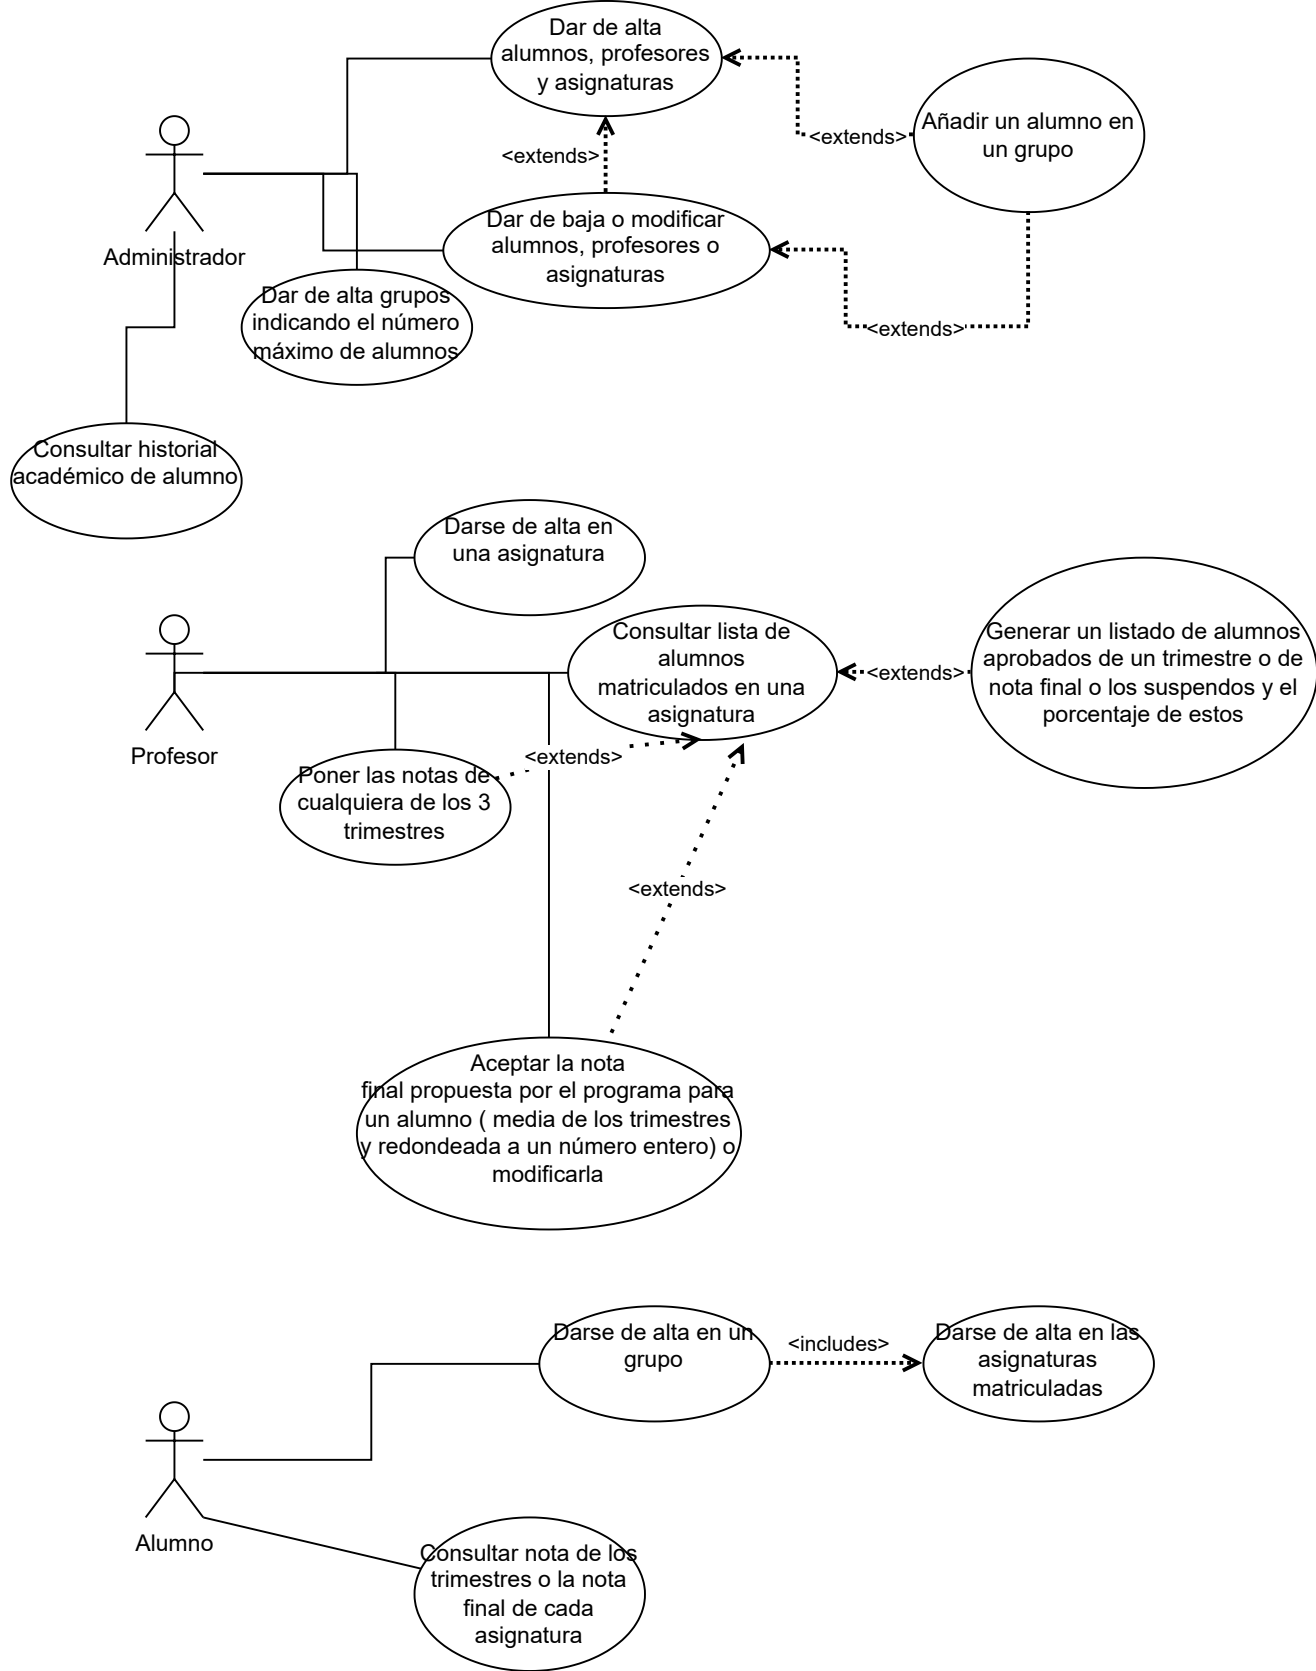 Dar de alta
alumnos, profesores
y asignaturas
<extends>
Añadir un alumno en
un grupo
<extends>
Administrador
Dar de baja o modificar
alumnos, profesores o
asignaturas
<extends>
Dar de alta grupos
indicando el número
máximo de alumnos
Consultar historial
académico de alumno
Darse de alta en
una asignatura
Profesor
Consultar lista de
alumnos
matriculados en una
asignatura
<extends>
Generar un listado de alumnos
aprobados de un trimestre o de
nota final o los suspendos y el
porcentaje de estos
<extends>
Poner las notas de
cualquiera de los 3
trimestres
<extends>
Aceptar la nota
final propuesta por el programa para
un alumno ( media de los trimestres
y redondeada a un número entero) o
modificarla
Darse de alta en un
grupo
<includes>
Darse de alta en las
asignaturas
matriculadas
Alumno
Consultar nota de los
trimestres o la nota
final de cada
asignatura